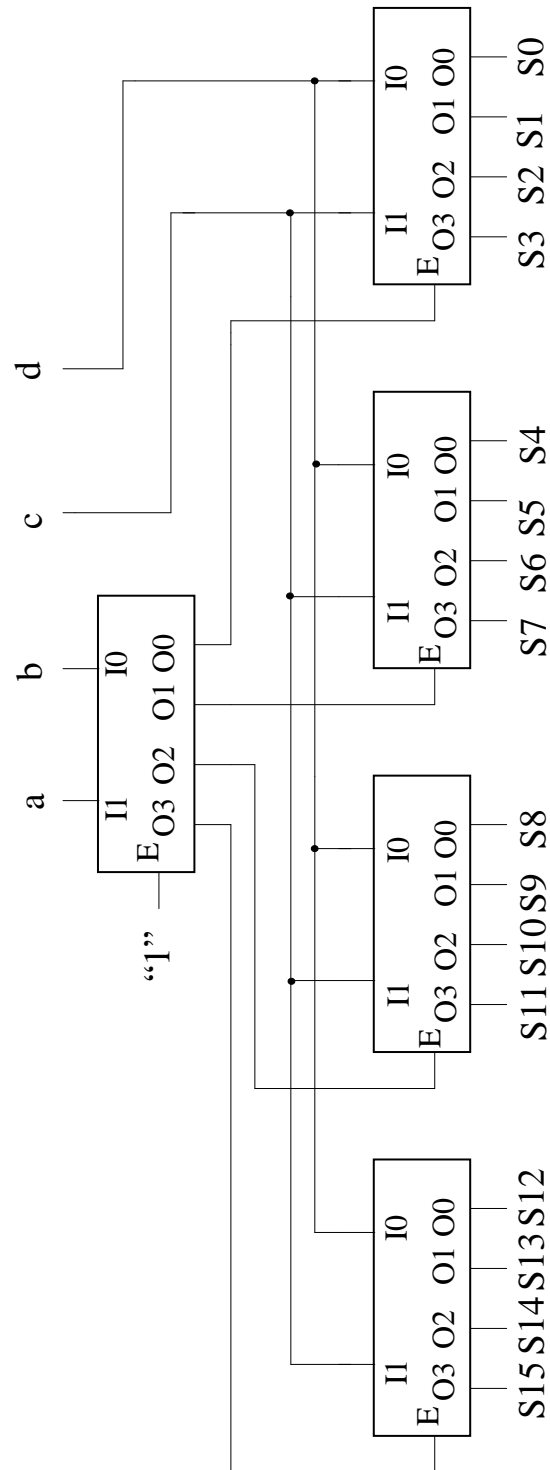 a b c d
I1 I0
“1” E
O3 O2 O1 O0
I1 I0 I1 I0 I1 I0 I1 I0
E E E E
O3 O2 O1 O0 O3 O2 O1 O0 O3 O2 O1 O0 O3 O2 O1 O0
S15 S14 S13 S12 S11 S10 S9 S8 S7 S6 S5 S4 S3 S2 S1 S0